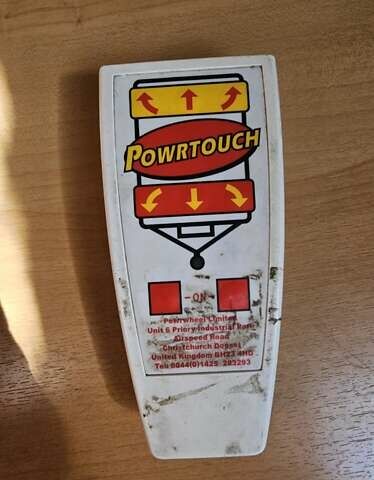 POWRTOUCH
- ON -
Powrwheel Limited
Unit 6 Priory Industrial Park
Airspeed Road
Christchurch Dorset
United Kingdom BH23 4HD
Tel: 0044(0)1425 283293